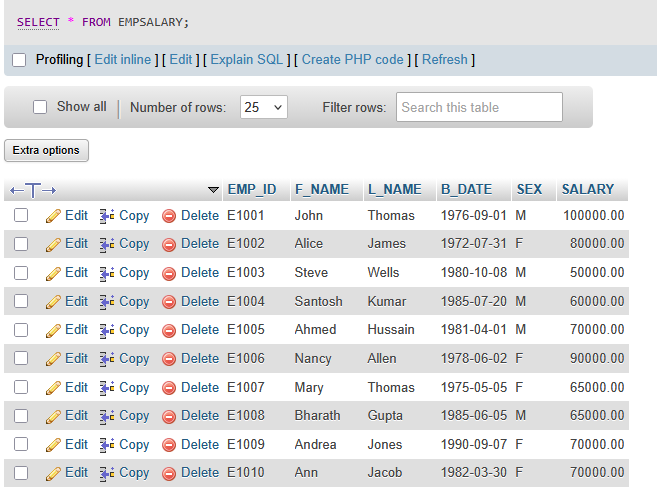 SELECT * FROM EMPSALARY;
Profiling [ Edit inline ] [ Edit ] [ Explain SQL ] [ Create PHP code ] [ Refresh ]
Show all Number of rows: 25 Filter rows: Search this table
Extra options
EMP_ID F_NAME L_NAME B_DATE SEX SALARY
Edit Copy Delete E1001 John Thomas 1976-09-01 M 100000.00
Edit Copy Delete E1002 Alice James 1972-07-31 F 80000.00
Edit Copy Delete E1003 Steve Wells 1980-10-08 M 50000.00
Edit Copy Delete E1004 Santosh Kumar 1985-07-20 M 60000.00
Edit Copy Delete E1005 Ahmed Hussain 1981-04-01 M 70000.00
Edit Copy Delete E1006 Nancy Allen 1978-06-02 F 90000.00
Edit Copy Delete E1007 Mary Thomas 1975-05-05 F 65000.00
Edit Copy Delete E1008 Bharath Gupta 1985-06-05 M 65000.00
Edit Copy Delete E1009 Andrea Jones 1990-09-07 F 70000.00
Edit Copy Delete E1010 Ann Jacob 1982-03-30 F 70000.00